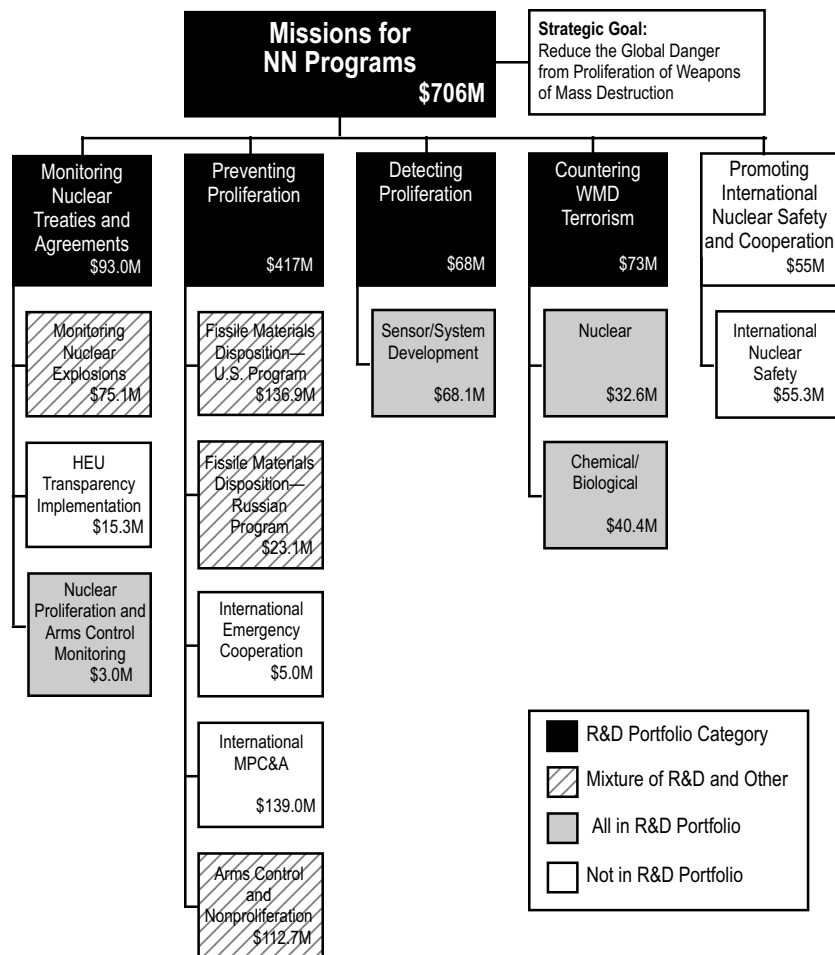 Missions for
NN Programs
$706M
Strategic Goal:
Reduce the Global Danger
from Proliferation of Weapons
of Mass Destruction
Monitoring
Nuclear
Treaties and
Agreements
$93.0M
Monitoring
Nuclear
Explosions
$75.1M
HEU
Transparency
Implementation
$15.3M
Nuclear
Proliferation and
Arms Control
Monitoring
$3.0M
Preventing
Proliferation
$417M
Fissile Materials
Disposition—
U.S. Program
$136.9M
Fissile Materials
Disposition—
Russian
Program
$23.1M
International
Emergency
Cooperation
$5.0M
International
MPC&A
$139.0M
Arms Control
and
Nonproliferation
$112.7M
Detecting
Proliferation
$68M
Sensor/System
Development
$68.1M
Countering
WMD
Terrorism
$73M
Nuclear
$32.6M
Chemical/
Biological
$40.4M
Promoting
International
Nuclear Safety
and Cooperation
$55M
International
Nuclear
Safety
$55.3M
R&D Portfolio Category
Mixture of R&D and Other
All in R&D Portfolio
Not in R&D Portfolio